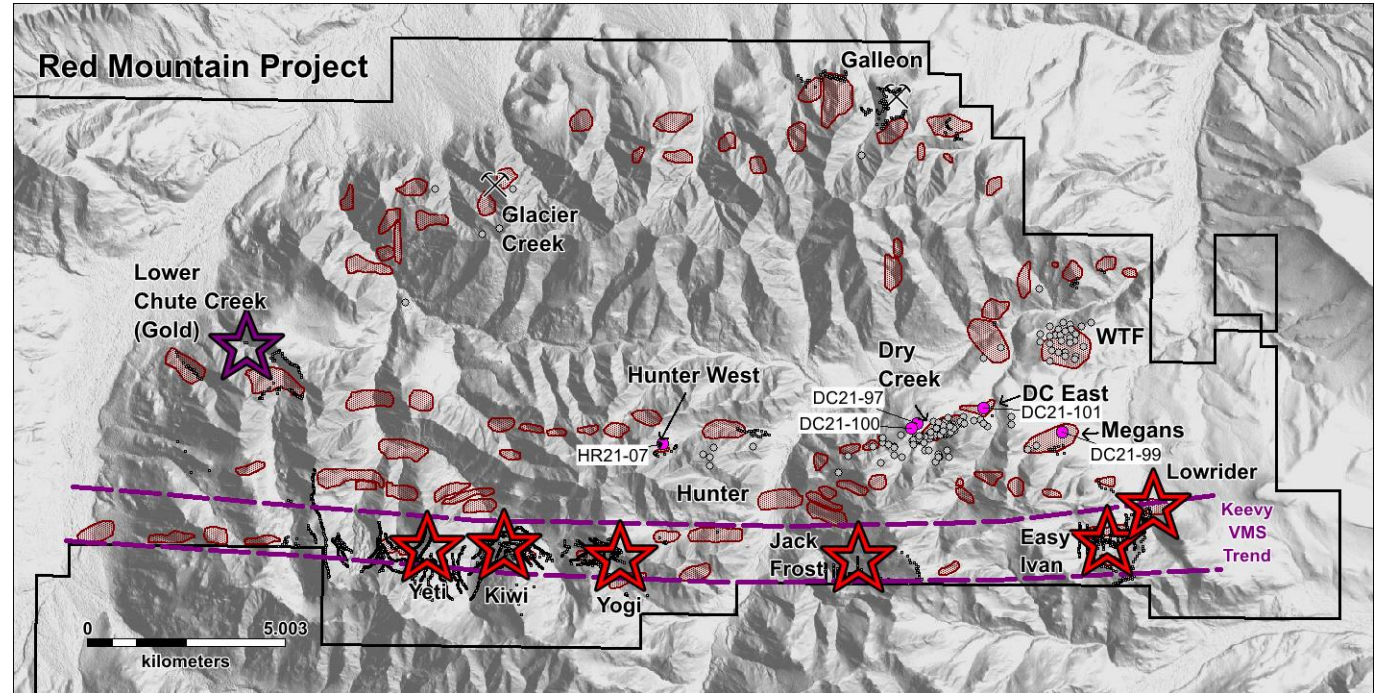 Red Mountain Project
Galleon
Glacier
Creek
Lower
Chute Creek
(Gold)
WTF
Dry
Creek
Hunter West
DC21-97
DC East
DC21-101
DC21-100
Megans
HR21-07
DC21-99
Lowrider
Hunter
Keevy
VMS
Trend
Jack
Frost
Easy
Ivan
Yeti
Kiwi
Yogi
0
5.003
kilometers